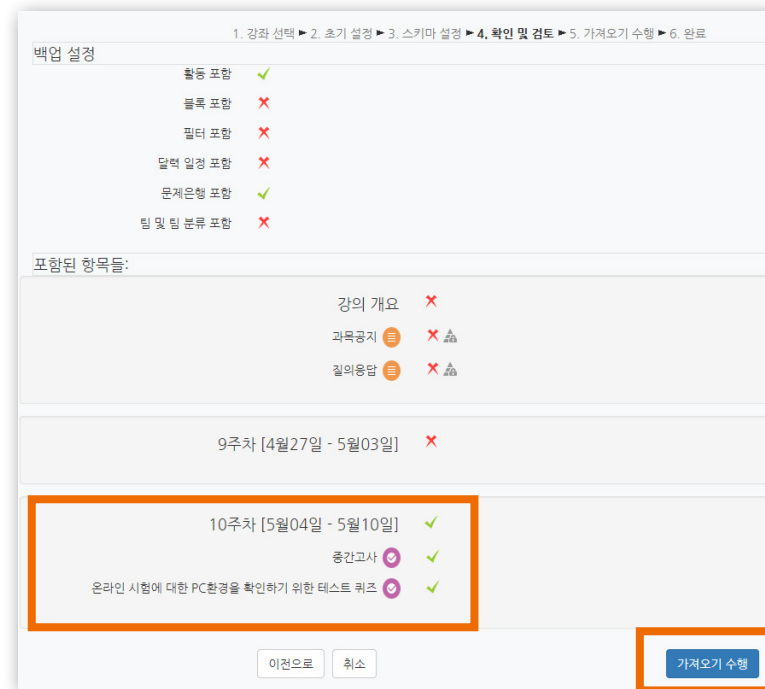 1. 강좌 선택 ► 2. 초기 설정 ► 3. 스키마 설정 ► 4. 확인 및 검토 ► 5. 가져오기 수행 ► 6. 완료
백업 설정
활동 포함
블록 포함
필터 포함
달력 일정 포함
문제은행 포함
팀 및 팀 분류 포함
포함된 항목들:
강의 개요
과목공지
질의응답
9주차 [4월27일 - 5월03일]
10주차 [5월04일 - 5월10일]
중간고사
온라인 시험에 대한 PC환경을 확인하기 위한 테스트 퀴즈
이전으로 취소 가져오기 수행